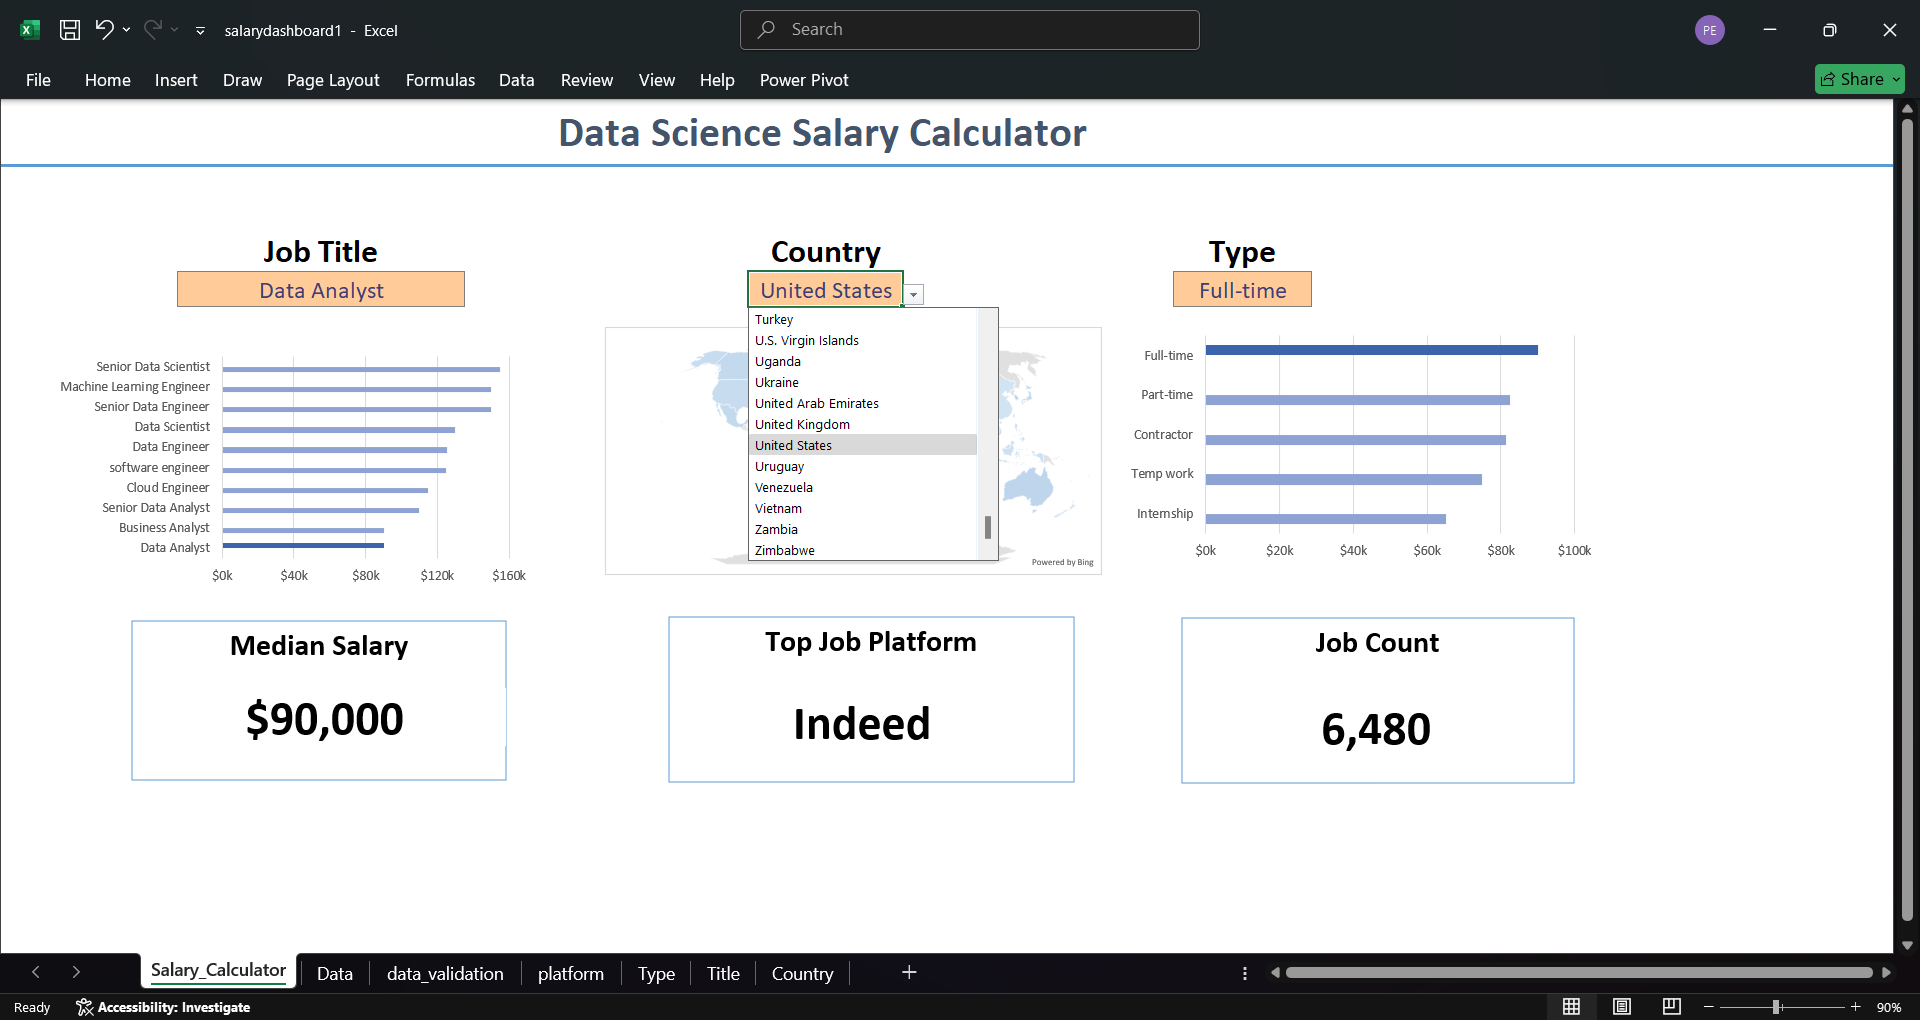 salarydashboard1 - Excel
Search
PE
File Home Insert Draw Page Layout Formulas Data Review View Help Power Pivot
Share
Data Science Salary Calculator
Job Title
Data Analyst
Country
United States
Type
Full-time
Senior Data Scientist
Machine Learning Engineer
Senior Data Engineer
Data Scientist
Data Engineer
software engineer
Cloud Engineer
Senior Data Analyst
Business Analyst
Data Analyst
$0k $40k $80k $120k $160k
Turkey
U.S. Virgin Islands
Uganda
Ukraine
United Arab Emirates
United Kingdom
United States
Uruguay
Venezuela
Vietnam
Zambia
Zimbabwe
Powered by Bing
Full-time
Part-time
Contractor
Temp work
Internship
$0k $20k $40k $60k $80k $100k
Median Salary
$90,000
Top Job Platform
Indeed
Job Count
6,480
Salary_Calculator Data data_validation platform Type Title Country
Ready Accessibility: Investigate
90%